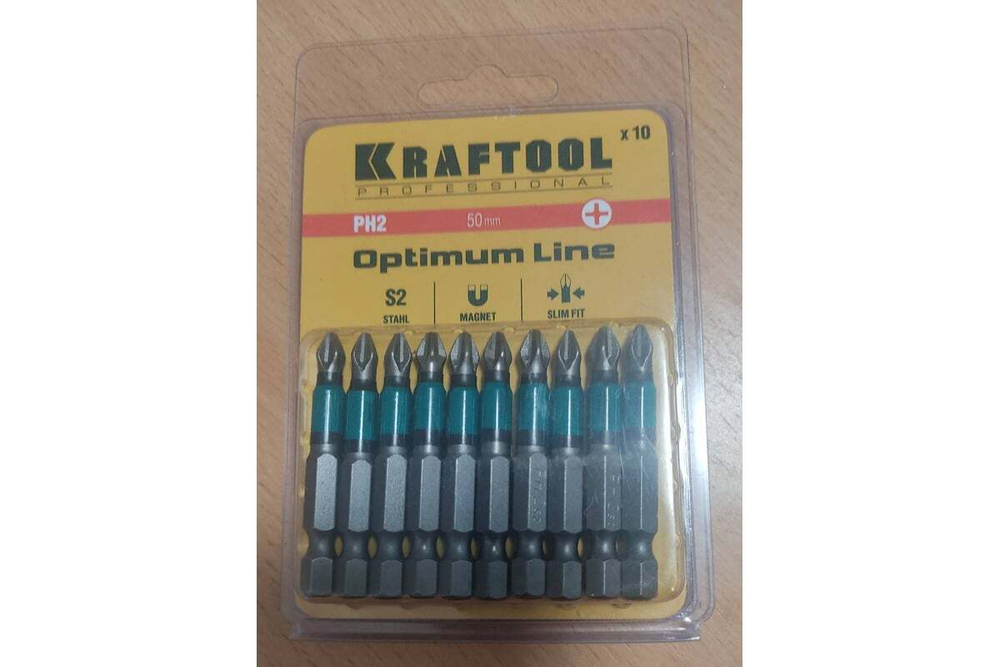 x 10
KRAFTOOL
PROFESSIONAL
PH2 50 mm
Optimum Line
S2 STAHL
MAGNET
SLIM FIT